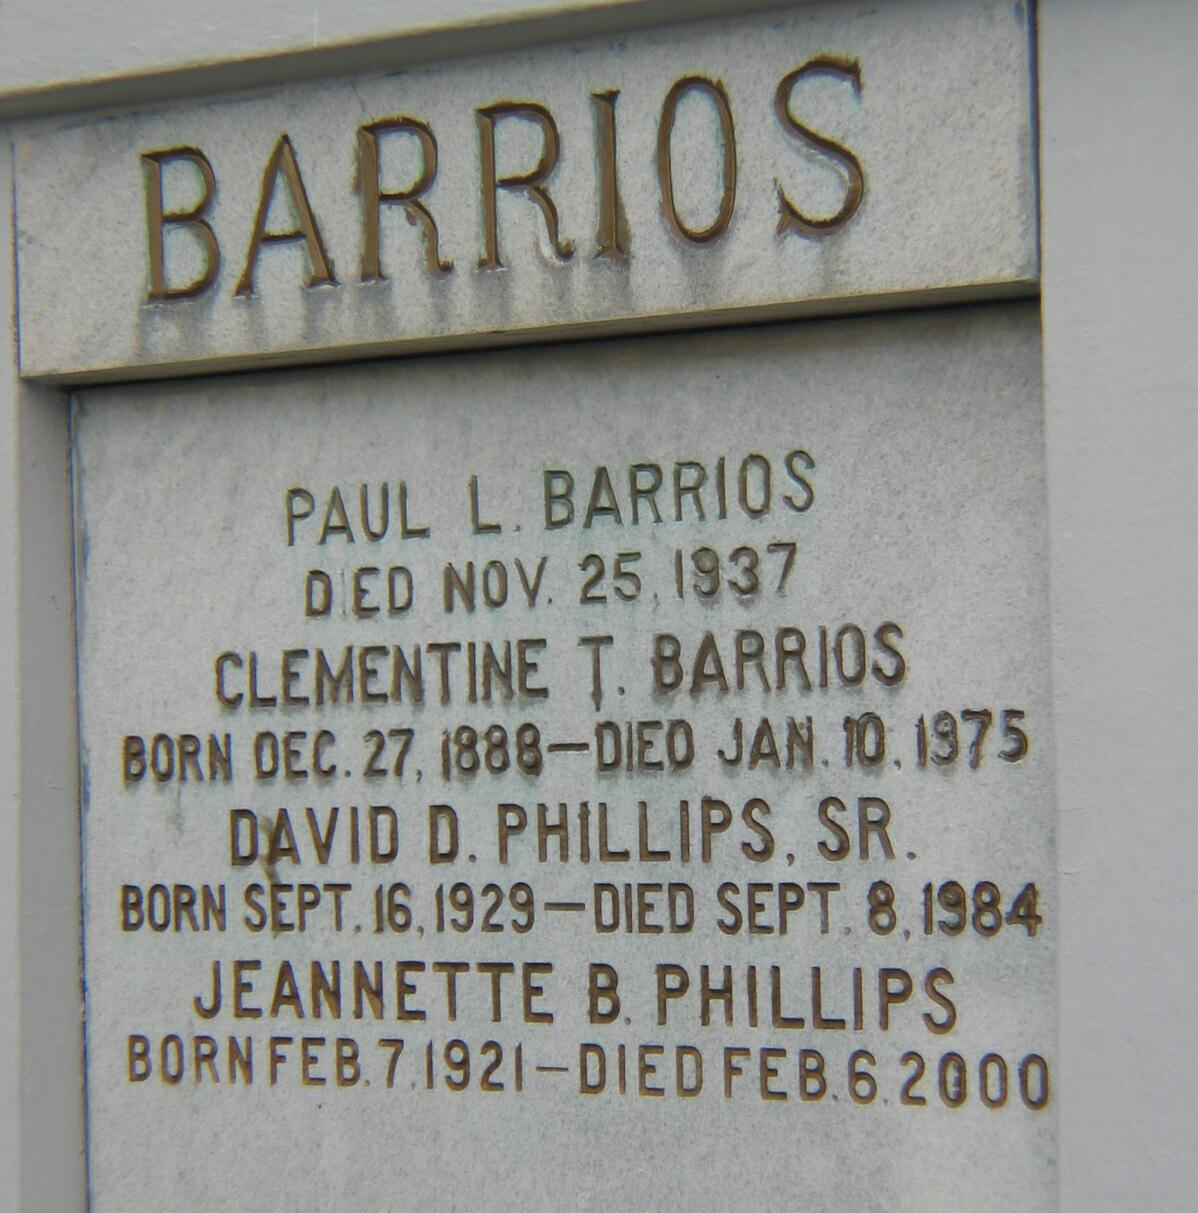 BARRIOS
PAUL L. BARRIOS
DIED NOV. 25, 1937
CLEMENTINE T. BARRIOS
BORN DEC. 27, 1888—DIED JAN. 10, 1975
DAVID D. PHILLIPS, SR.
BORN SEPT. 16, 1929—DIED SEPT. 8, 1984
JEANNETTE B. PHILLIPS
BORN FEB. 7, 1921—DIED FEB. 6, 2000